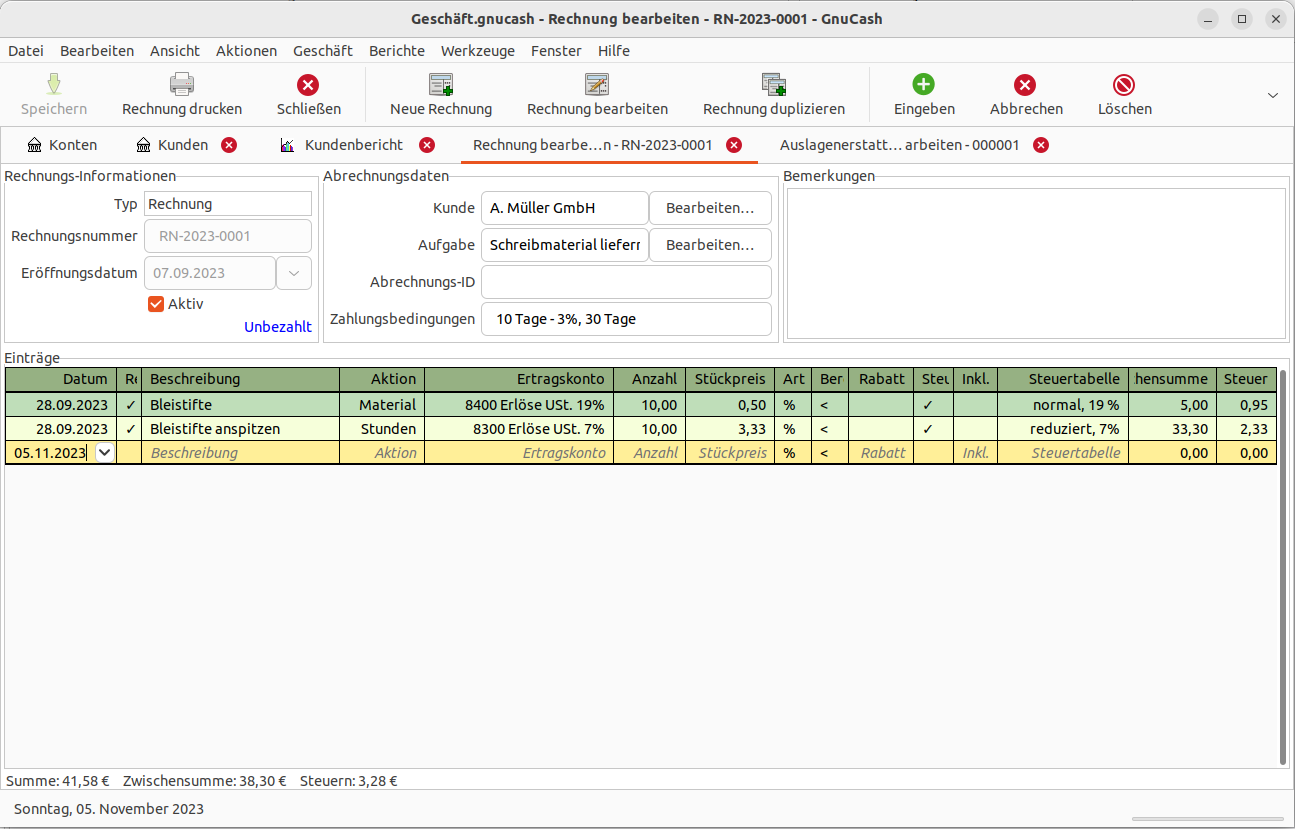 Geschäft.gnucash - Rechnung bearbeiten - RN-2023-0001 - GnuCash
Datei Bearbeiten Ansicht Aktionen Geschäft Berichte Werkzeuge Fenster Hilfe
Speichern Rechnung drucken Schließen Neue Rechnung Rechnung bearbeiten Rechnung duplizieren Eingeben Abbrechen Löschen
Konten Kunden Kundenbericht Rechnung bearbe…n - RN-2023-0001 Auslagenerstatt… arbeiten - 000001
Rechnungs-Informationen
Typ Rechnung
Rechnungsnummer RN-2023-0001
Eröffnungsdatum 07.09.2023
Aktiv
Unbezahlt
Abrechnungsdaten
Kunde A. Müller GmbH Bearbeiten…
Aufgabe Schreibmaterial lieferr Bearbeiten…
Abrechnungs-ID
Zahlungsbedingungen 10 Tage - 3%, 30 Tage
Bemerkungen
Einträge
Datum Re Beschreibung Aktion Ertragskonto Anzahl Stückpreis Art Ber Rabatt Steu Inkl. Steuertabelle hensumme Steuer
28.09.2023 ✓ Bleistifte Material 8400 Erlöse USt. 19% 10,00 0,50 % < ✓ normal, 19 % 5,00 0,95
28.09.2023 ✓ Bleistifte anspitzen Stunden 8300 Erlöse USt. 7% 10,00 3,33 % < ✓ reduziert, 7% 33,30 2,33
05.11.2023 Beschreibung Aktion Ertragskonto Anzahl Stückpreis % < Rabatt Inkl. Steuertabelle 0,00 0,00
Summe: 41,58 € Zwischensumme: 38,30 € Steuern: 3,28 €
Sonntag, 05. November 2023